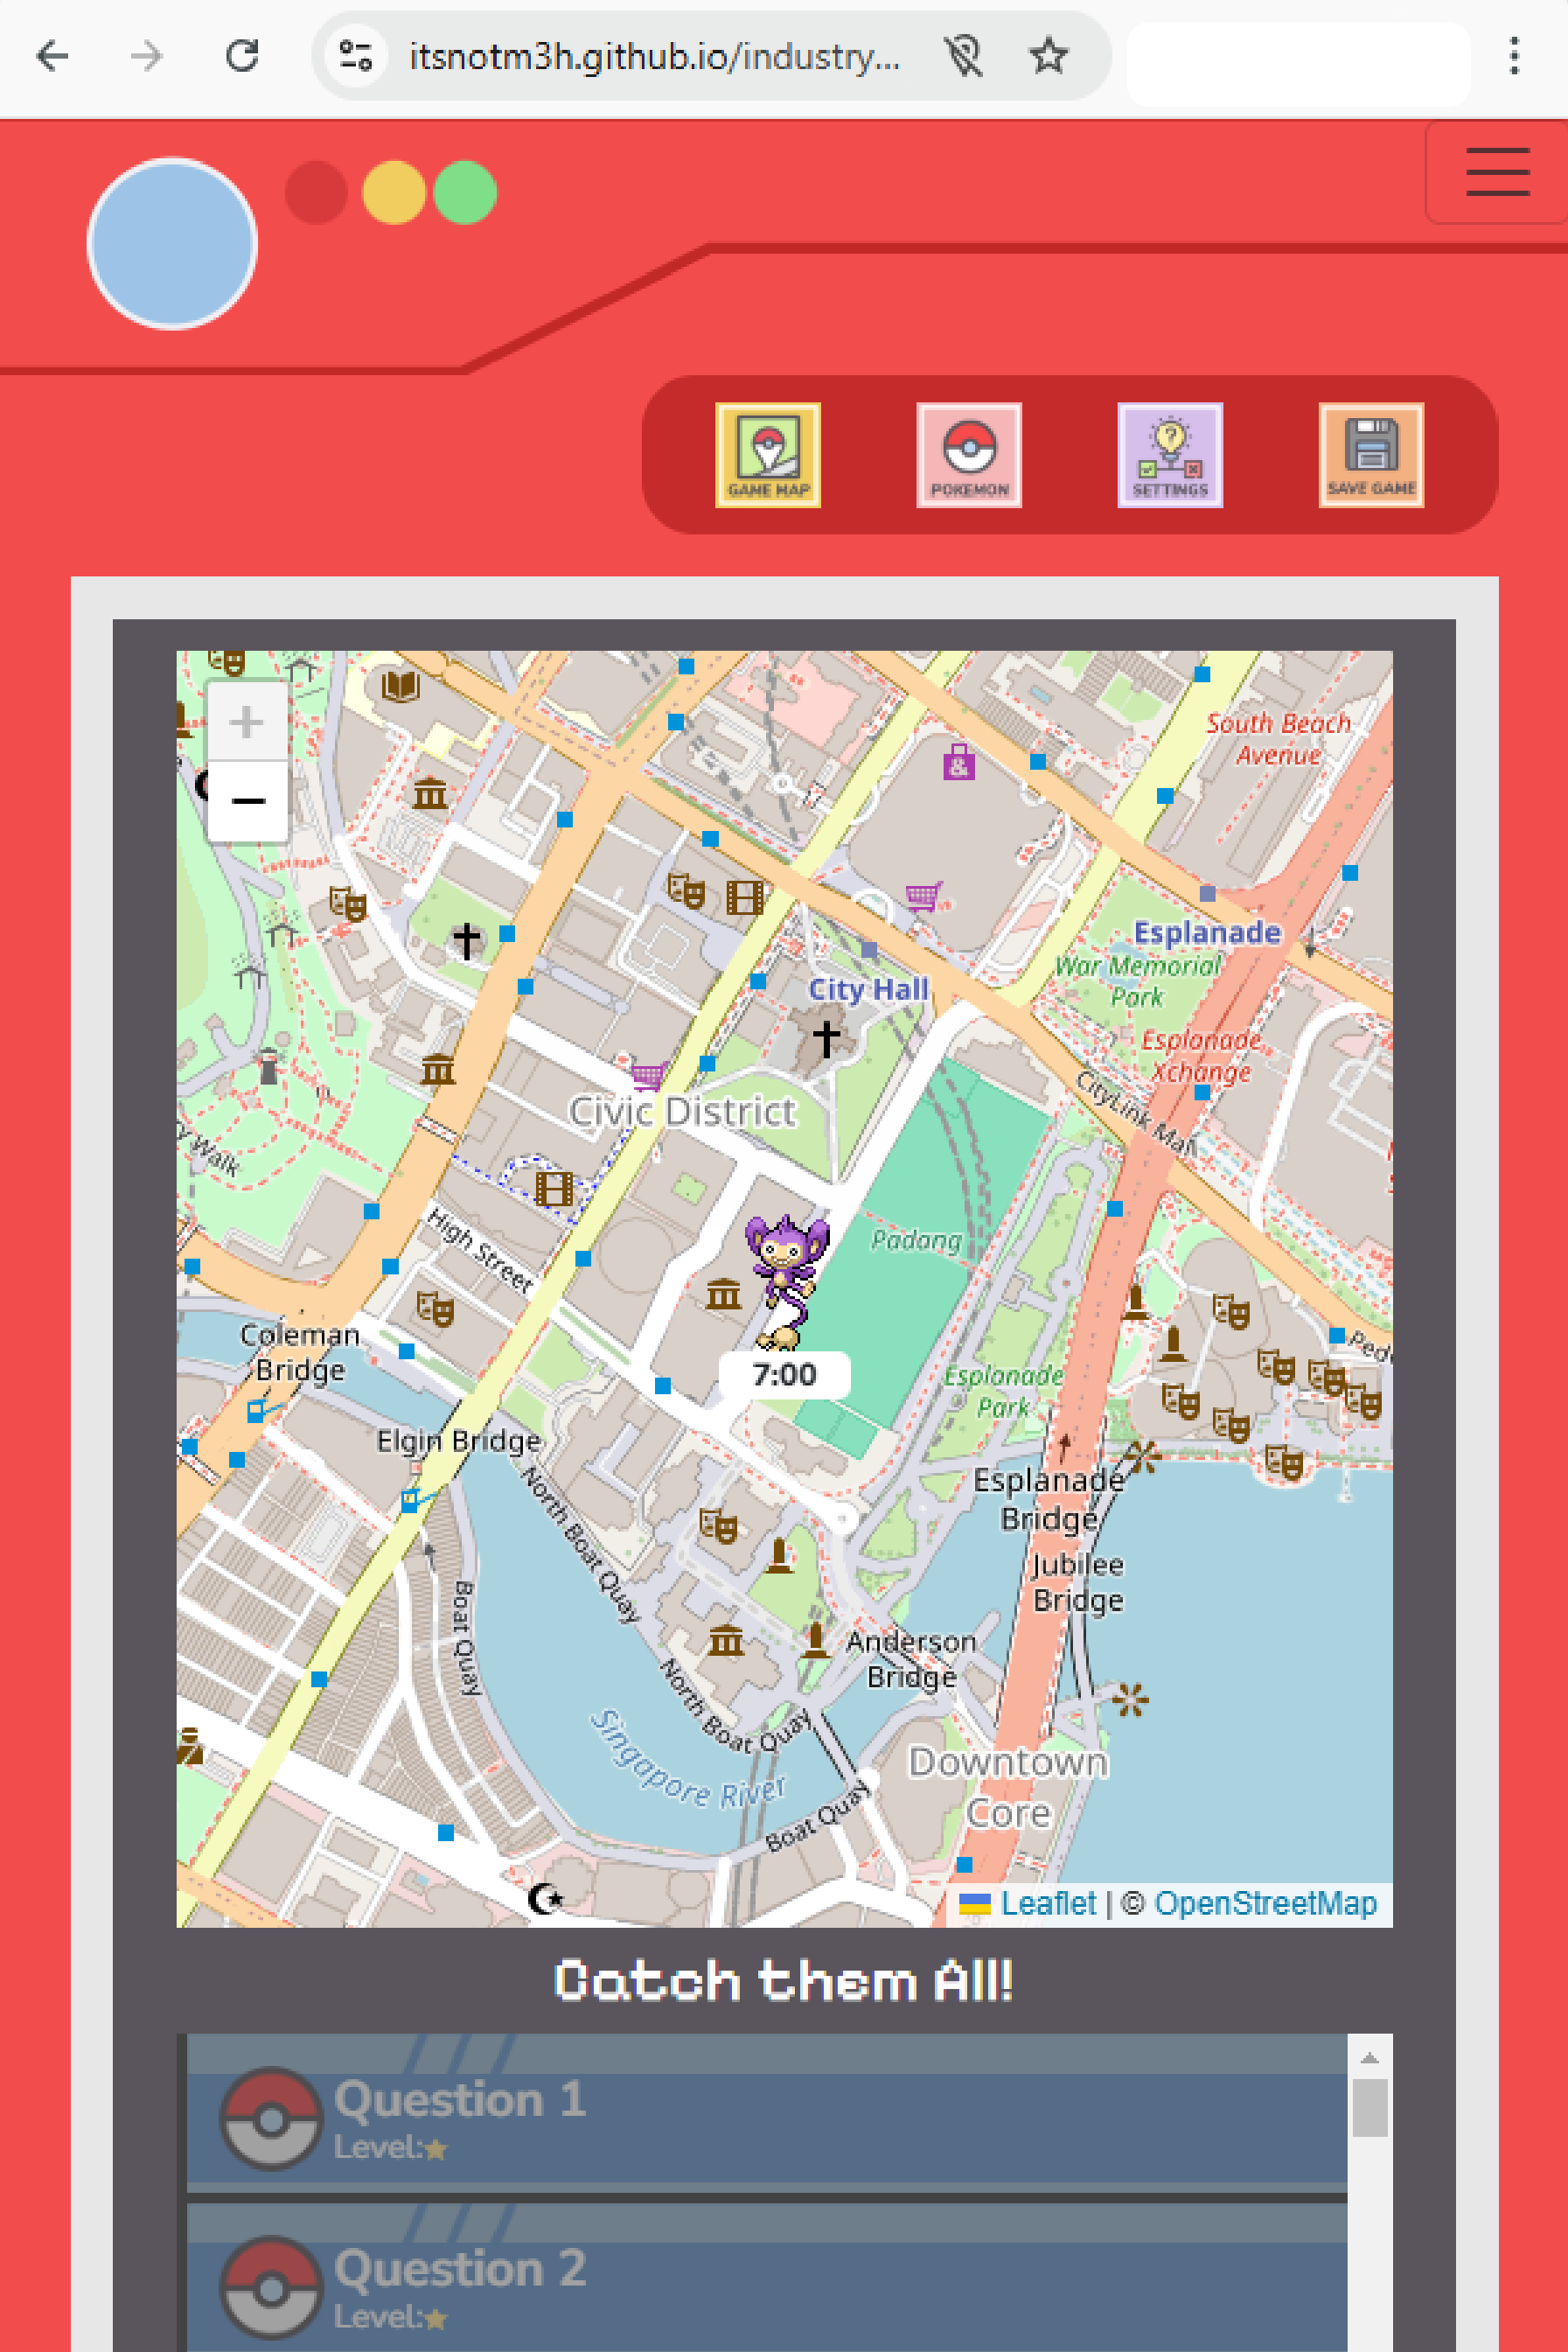 itsnotm3h.github.io/industry...
GAME MAP
POKEMON
SETTINGS
SAVE GAME
+
−
South Beach
Avenue
Esplanade
War Memorial
Park
City Hall
Esplanade
Xchange
CityLink Mall
Civic District
y Walk
High Street
Padang
Coleman
Bridge
7:00
Esplanade
Park
Elgin Bridge
North Boat Quay
Esplanade
Bridge
Jubilee
Bridge
Boat Quay
Anderson
Bridge
North Boat Quay
Singapore River
Downtown
Core
Boat Quay
Leaflet | © OpenStreetMap
Catch them All!
Question 1
Level:
Question 2
Level: